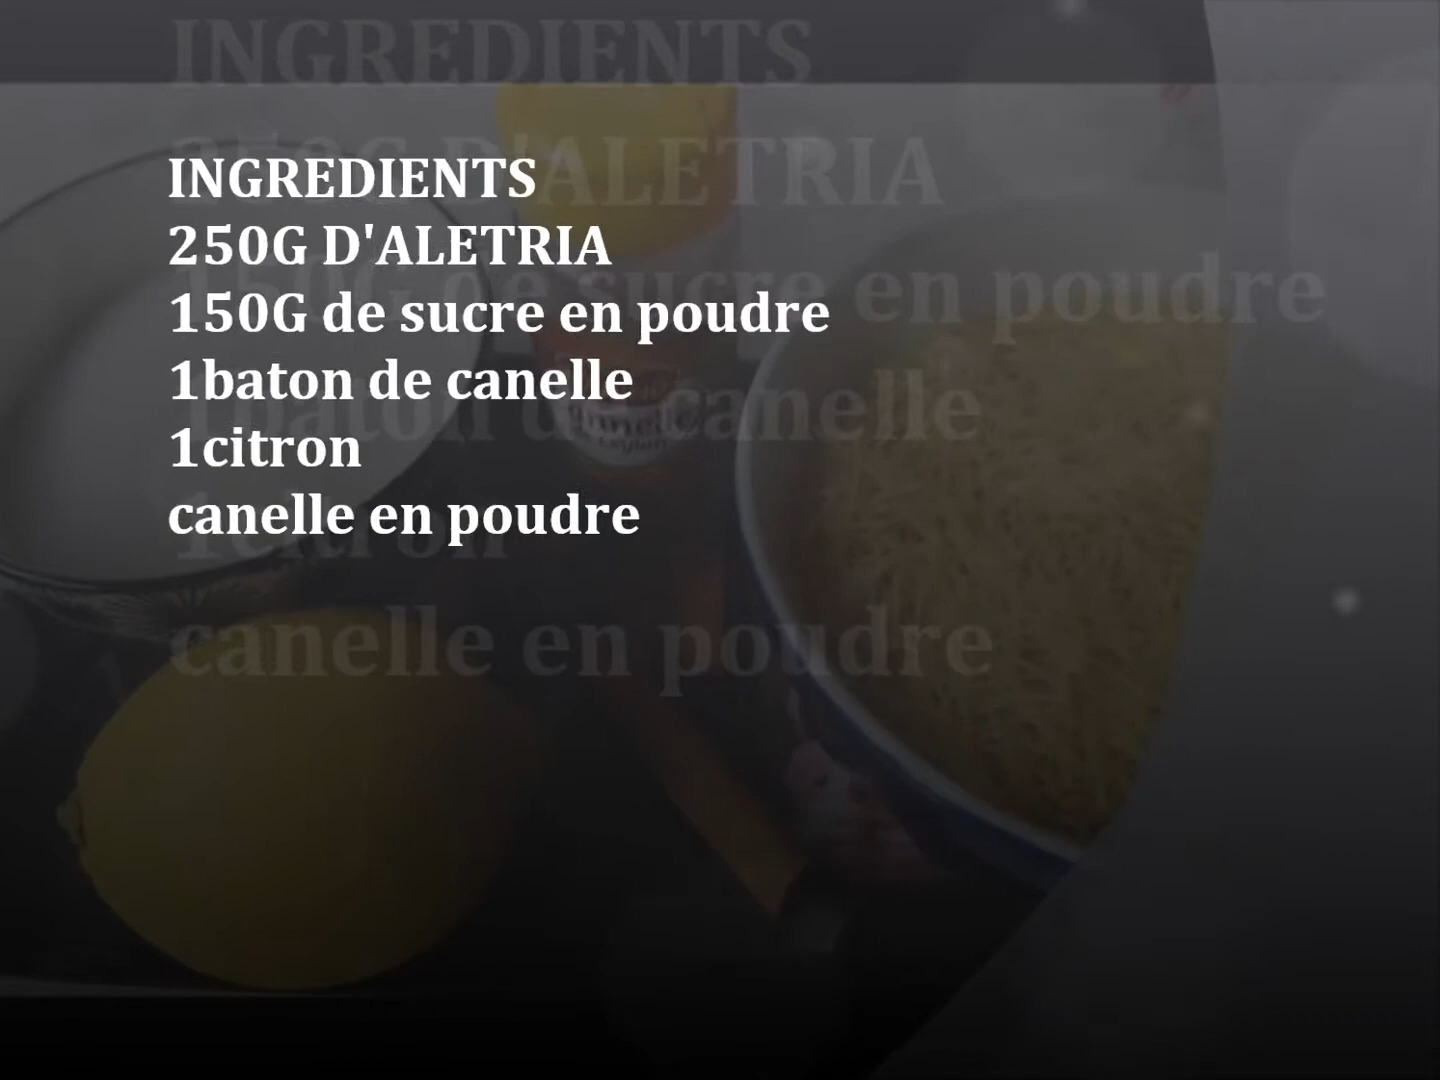 INGREDIENTS
250G D'ALETRIA
150G de sucre en poudre
1baton de canelle
1citron
canelle en poudre